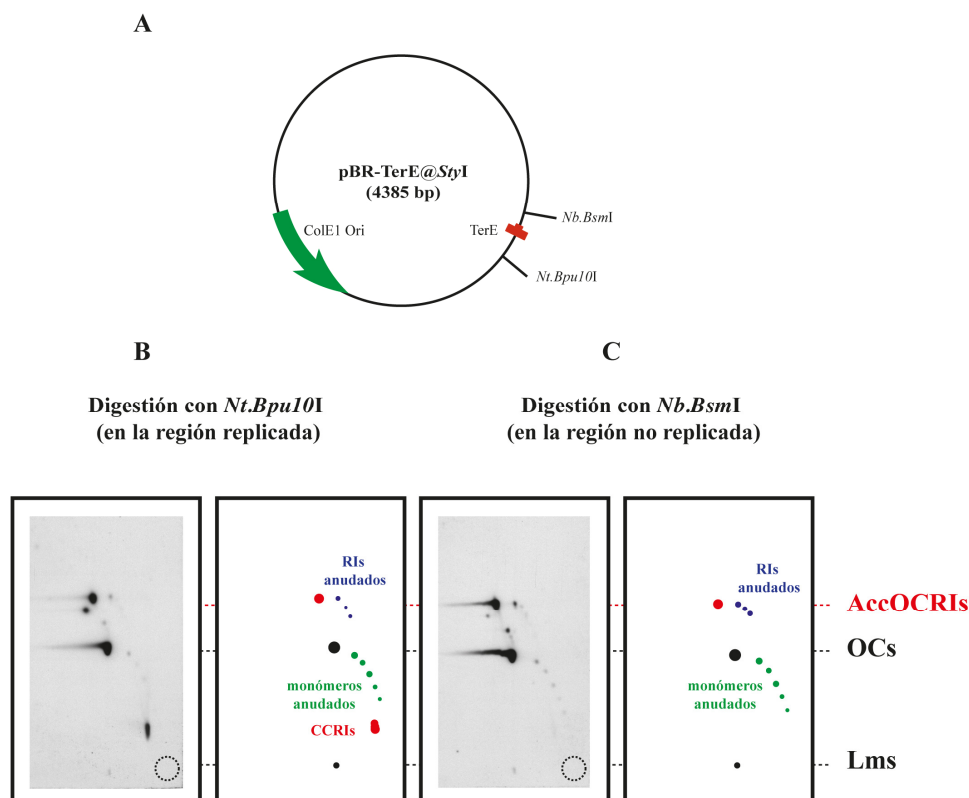 A
pBR-TerE@StyI
(4385 bp)
ColE1 Ori
TerE
Nb.BsmI
Nt.Bpu10I
B
Digestión con Nt.Bpu10I
(en la región replicada)
C
Digestión con Nb.BsmI
(en la región no replicada)
RIs
anudados
monómeros
anudados
CCRIs
RIs
anudados
monómeros
anudados
AccOCRIs
OCs
Lms